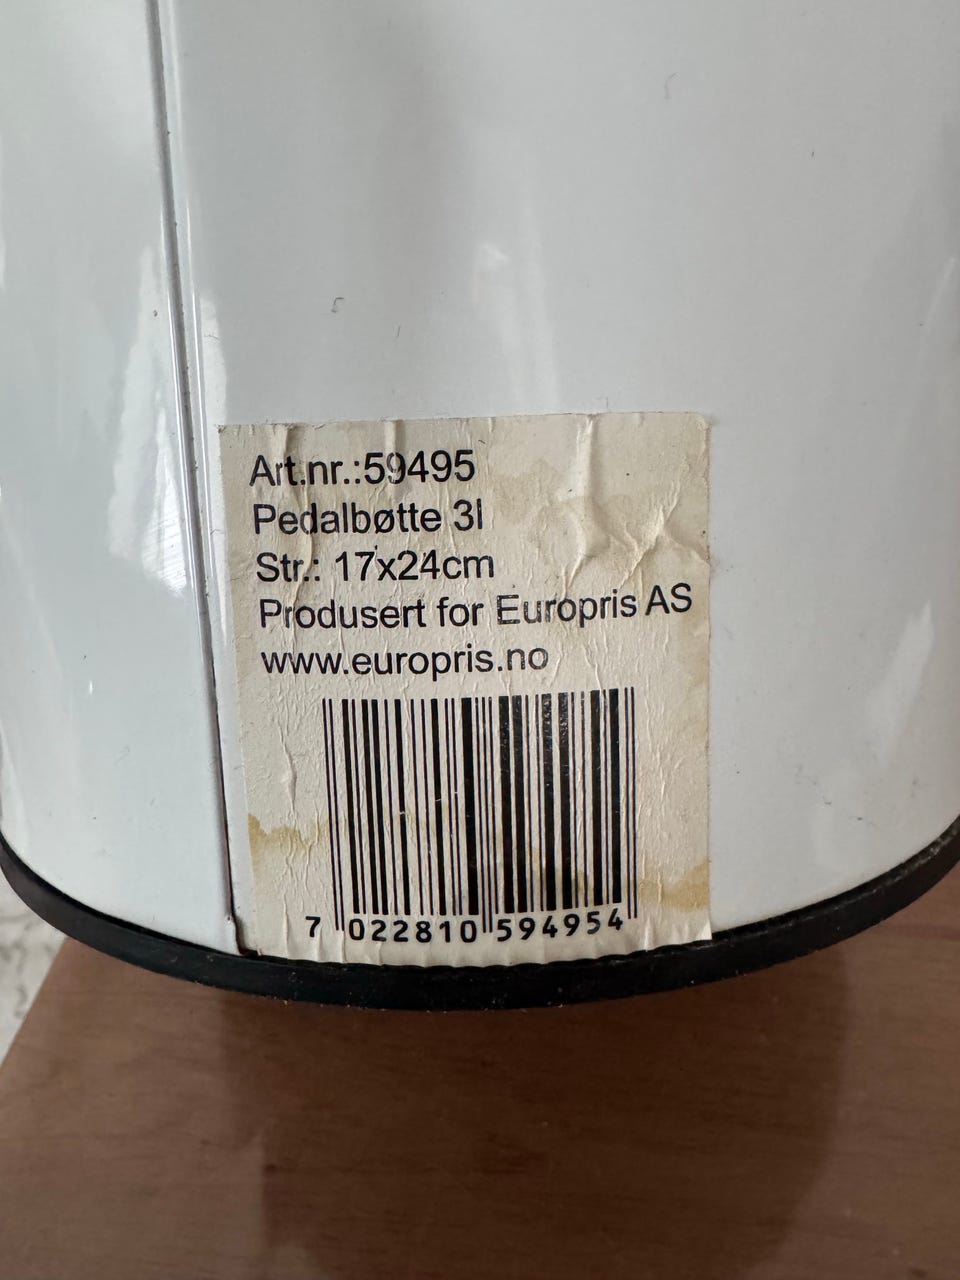 Art.nr.:59495
Pedalbøtte 3l
Str.: 17x24cm
Produsert for Europris AS
www.europris.no
7 022810 594954